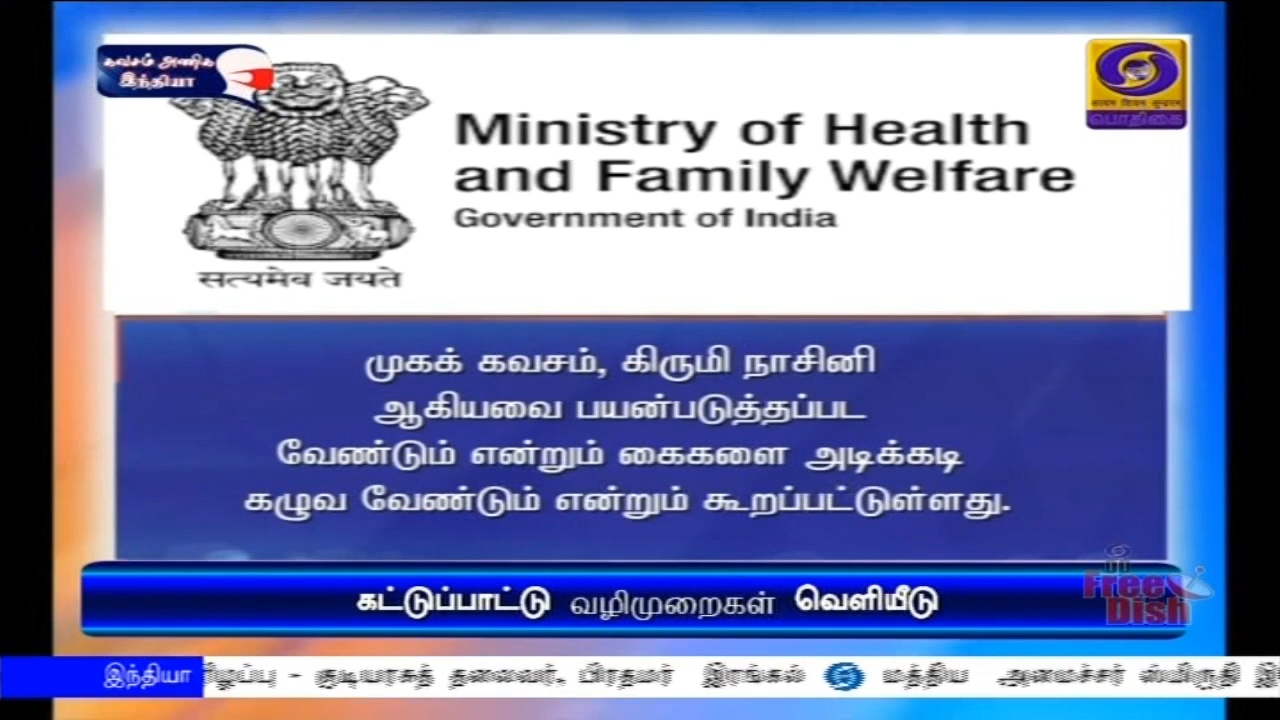 கவசம் அணிக
இந்தியா
Ministry of Health
and Family Welfare
Government of India
सत्यमेव जयते
பொதிகை
முகக் கவசம், கிருமி நாசினி
ஆகியவை பயன்படுத்தப்பட
வேண்டும் என்றும் கைகளை அடிக்கடி
கழுவ வேண்டும் என்றும் கூறப்பட்டுள்ளது.
கட்டுப்பாட்டு வழிமுறைகள் வெளியீடு
Free
Dish
இந்தியா ரிழப்பு - குடியரசுத் தலைவர், பிரதமர் இரங்கல் மத்திய அமைச்சர் ஸ்மிருதி